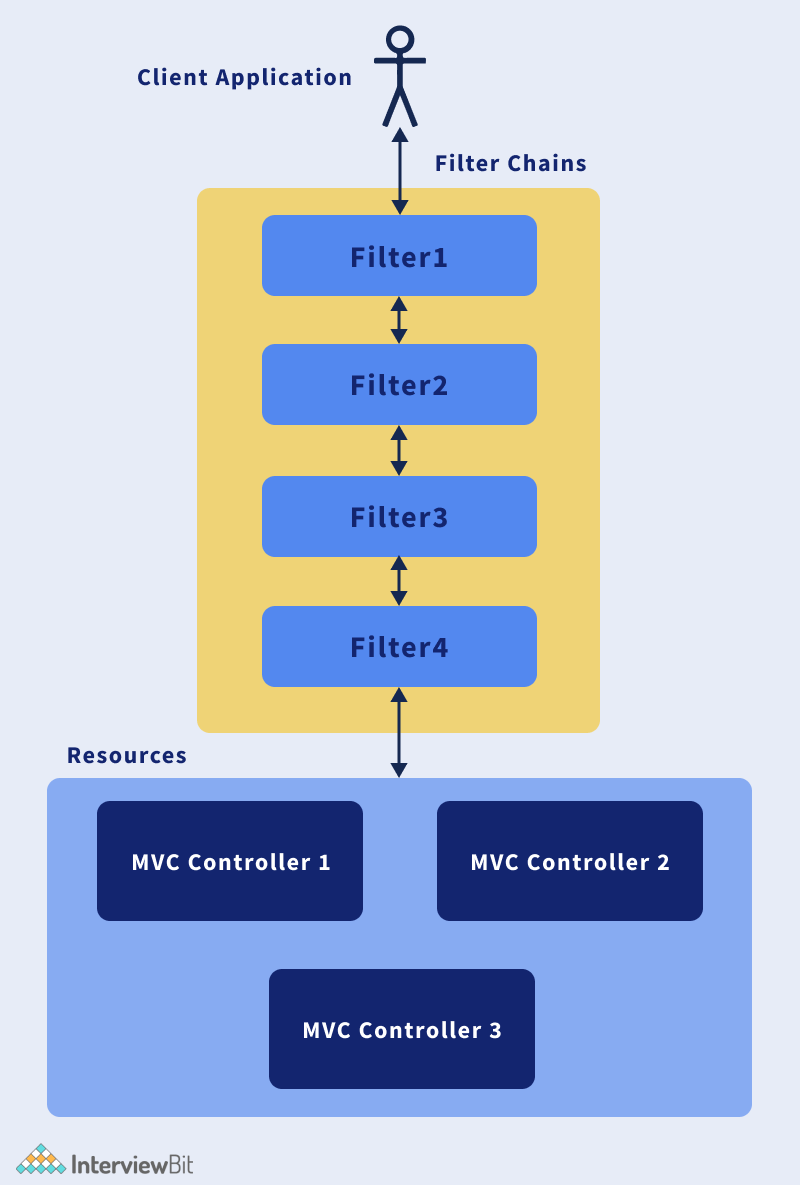 Client Application
Filter Chains
Filter1
Filter2
Filter3
Filter4
Resources
MVC Controller 1
MVC Controller 2
MVC Controller 3
InterviewBit